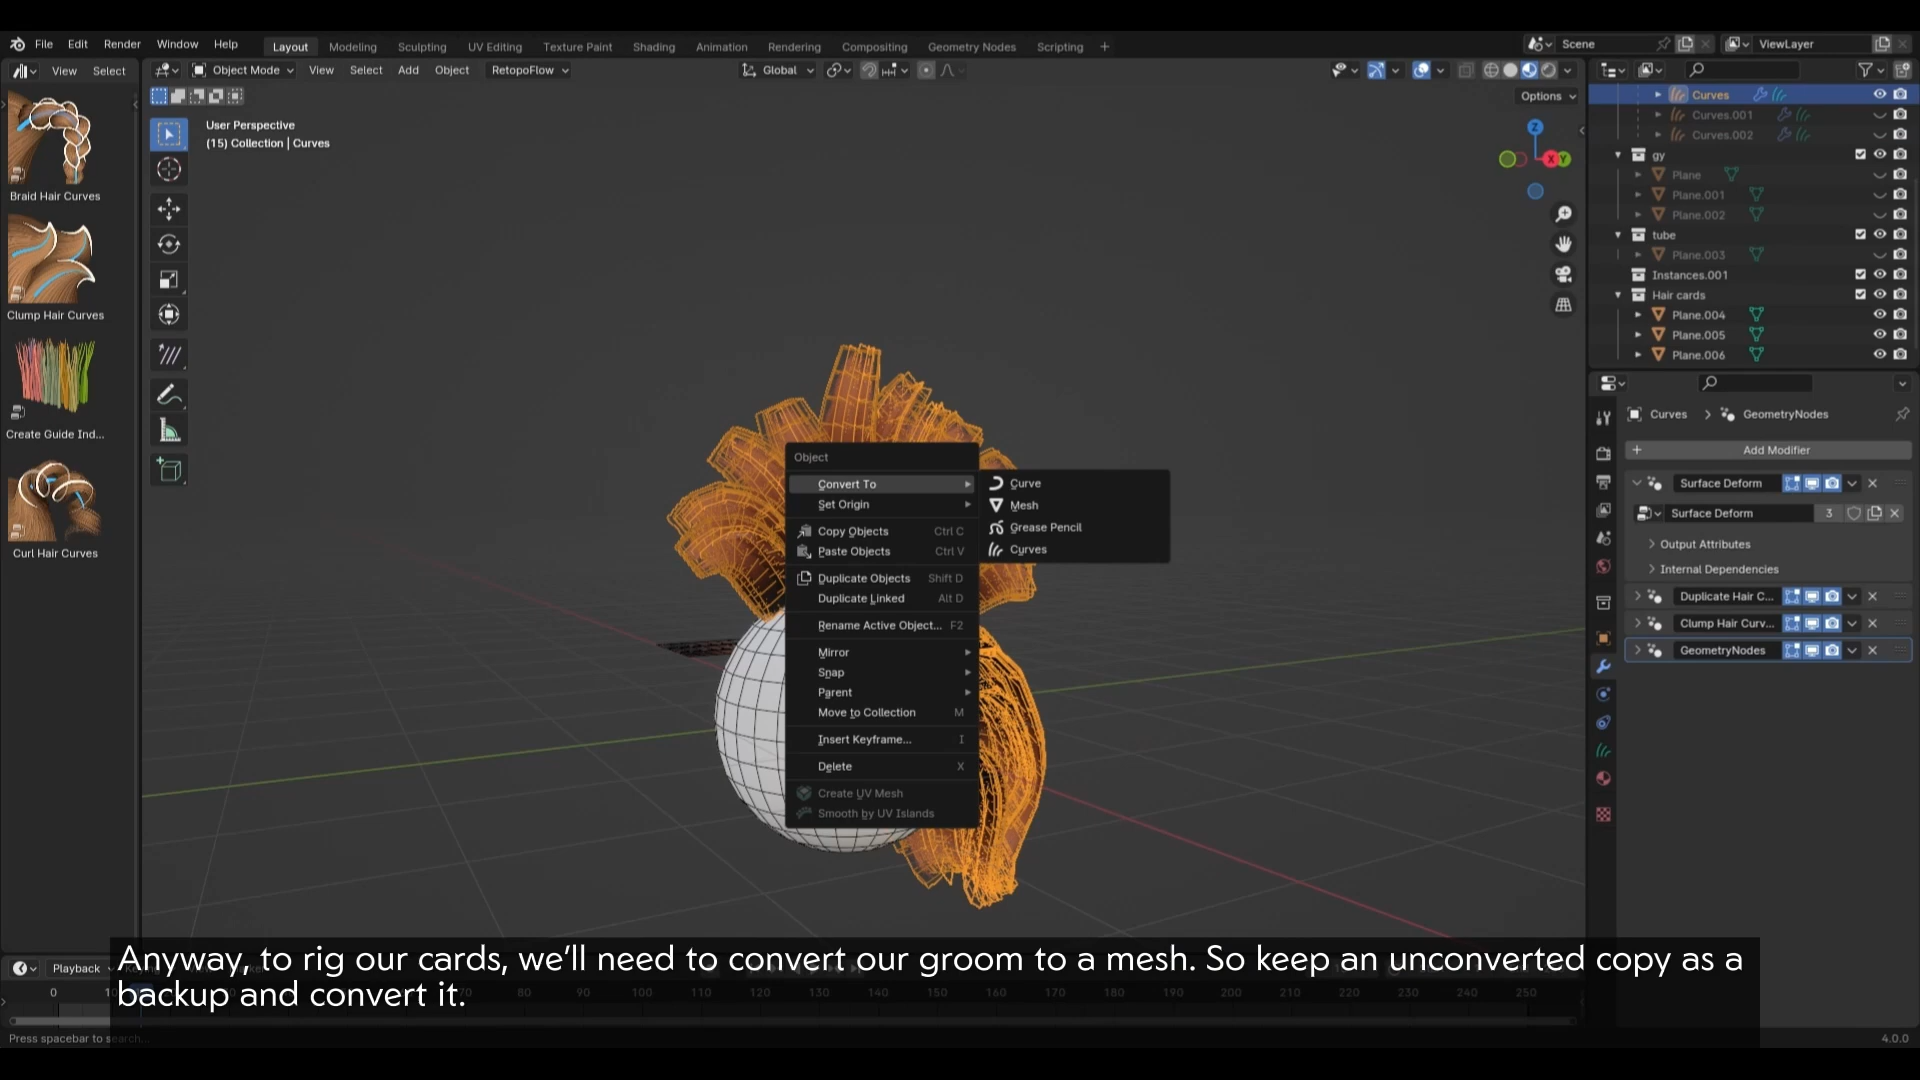 File Edit Render Window Help Layout Modeling Sculpting UV Editing Texture Paint Shading Animation Rendering Compositing Geometry Nodes Scripting + Scene ViewLayer
View Select Object Mode View Select Add Object RetopoFlow Global
Options
User Perspective
(15) Collection | Curves
Braid Hair Curves
Clump Hair Curves
Create Guide Ind...
Curl Hair Curves
Z
X
Y
Object
Convert To
Set Origin
Copy Objects Ctrl C
Paste Objects Ctrl V
Duplicate Objects Shift D
Duplicate Linked Alt D
Rename Active Object... F2
Mirror
Snap
Parent
Move to Collection M
Insert Keyframe... I
Delete X
Create UV Mesh
Smooth by UV Islands
Curve
Mesh
Grease Pencil
Curves
Curves
Curves.001
Curves.002
gy
Plane
Plane.001
Plane.002
tube
Plane.003
Instances.001
Hair cards
Plane.004
Plane.005
Plane.006
Curves > GeometryNodes
+ Add Modifier
Surface Deform
Surface Deform 3
Output Attributes
Internal Dependencies
Duplicate Hair C...
Clump Hair Curv...
GeometryNodes
Anyway, to rig our cards, we'll need to convert our groom to a mesh. So keep an unconverted copy as a
backup and convert it.
Playback
0 80 90 100 110 120 130 140 150 160 170 180 190 200 210 220 230 240 250
Press spacebar to search...
4.0.0